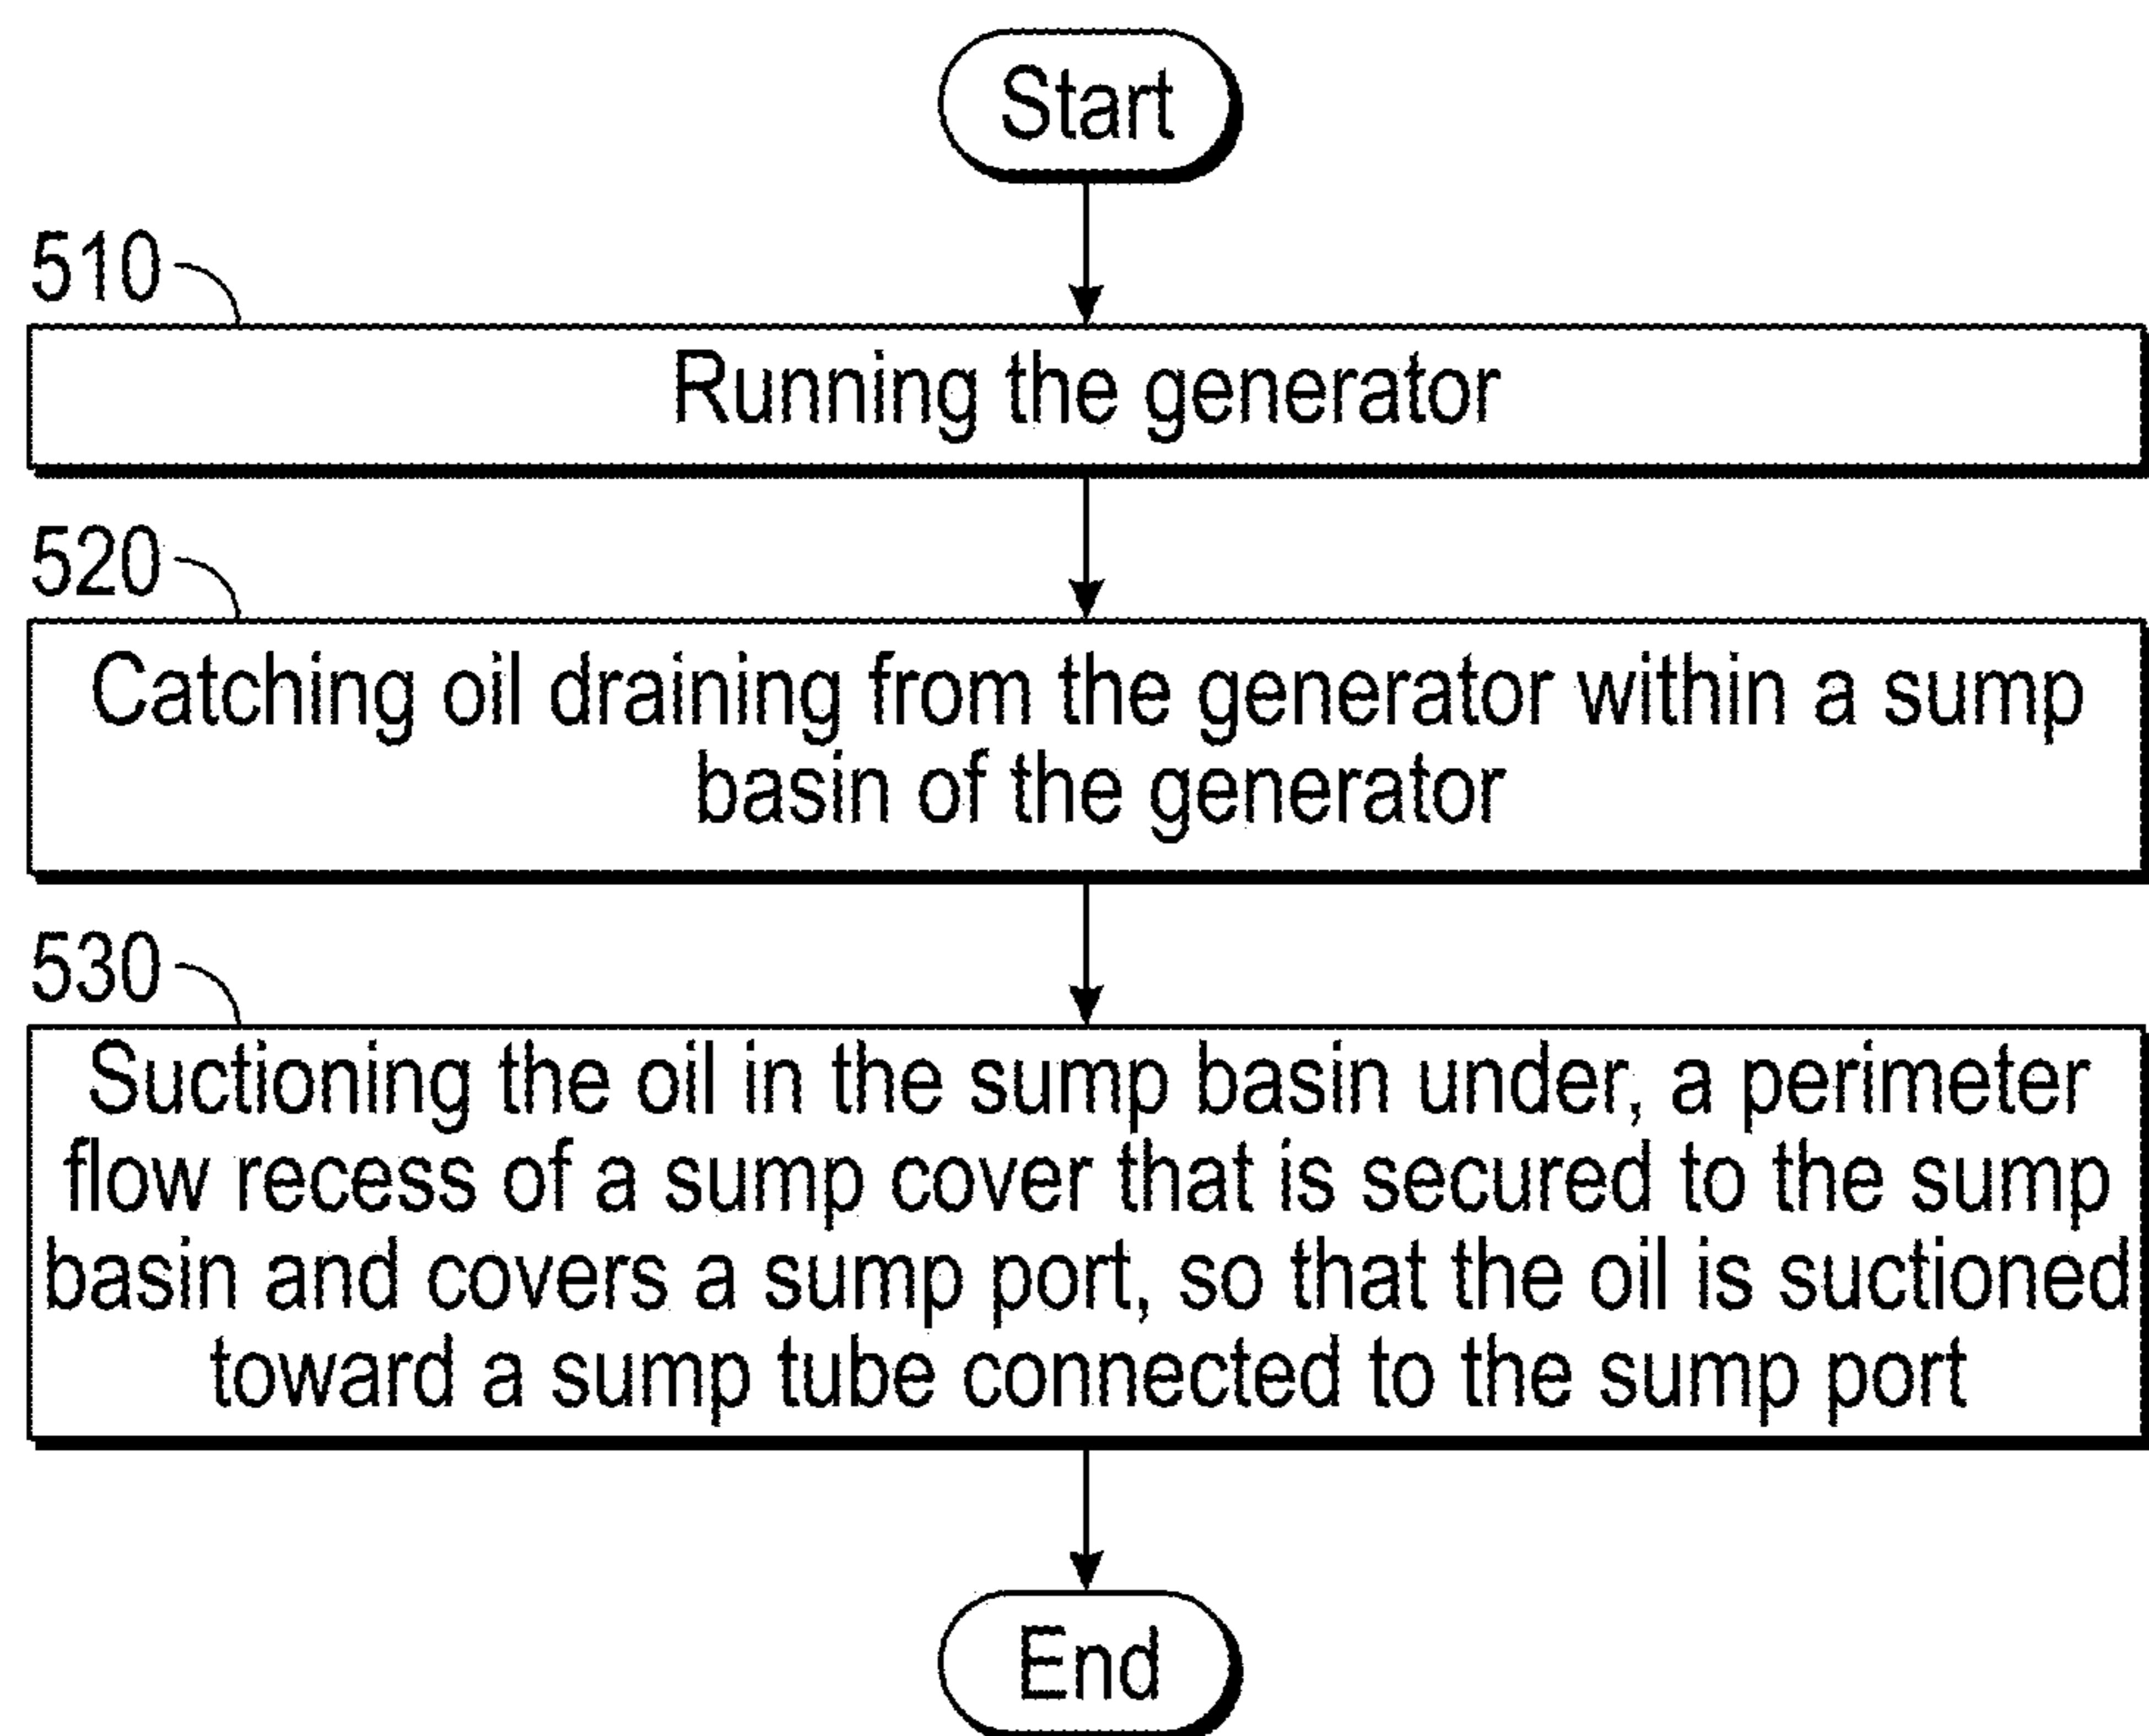 Start
510
Running the generator
520
Catching oil draining from the generator within a sump
basin of the generator
530
Suctioning the oil in the sump basin under, a perimeter
flow recess of a sump cover that is secured to the sump
basin and covers a sump port, so that the oil is suctioned
toward a sump tube connected to the sump port
End